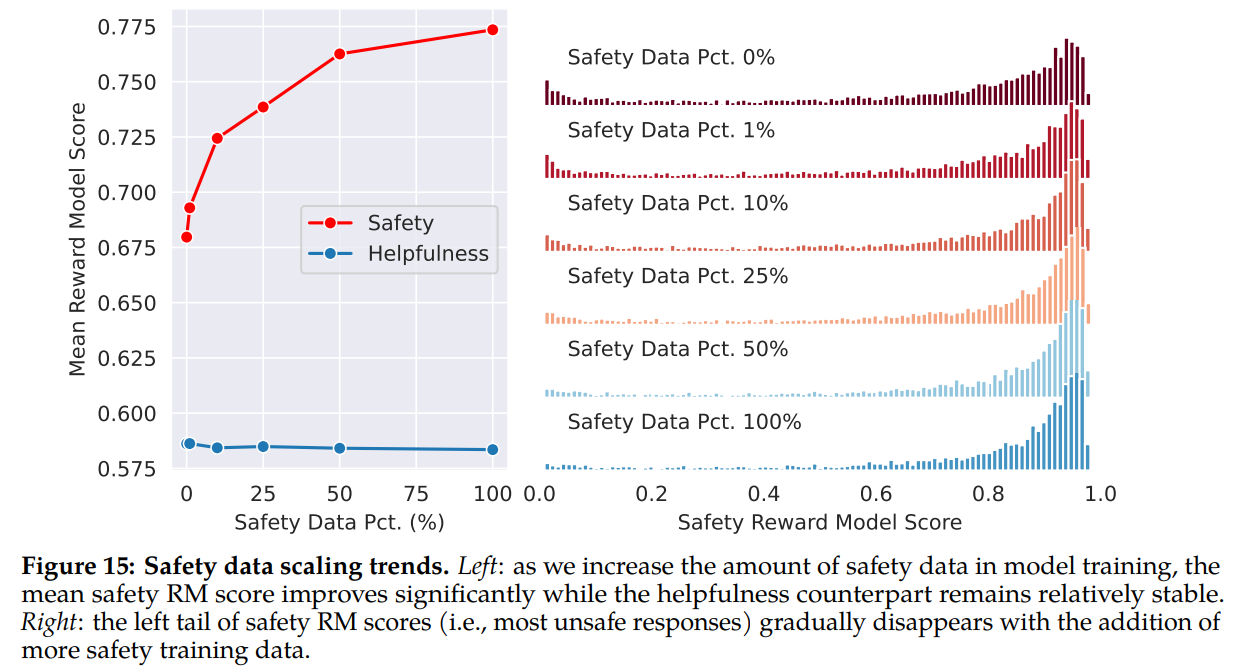 0.775
0.750
0.725
0.700
0.675
0.650
0.625
0.600
0.575
Mean Reward Model Score
Safety
Helpfulness
0
25
50
75
100
Safety Data Pct. (%)
Safety Data Pct. 0%
Safety Data Pct. 1%
Safety Data Pct. 10%
Safety Data Pct. 25%
Safety Data Pct. 50%
Safety Data Pct. 100%
0.0
0.2
0.4
0.6
0.8
1.0
Safety Reward Model Score
Figure 15: Safety data scaling trends. Left: as we increase the amount of safety data in model training, the
mean safety RM score improves significantly while the helpfulness counterpart remains relatively stable.
Right: the left tail of safety RM scores (i.e., most unsafe responses) gradually disappears with the addition of
more safety training data.